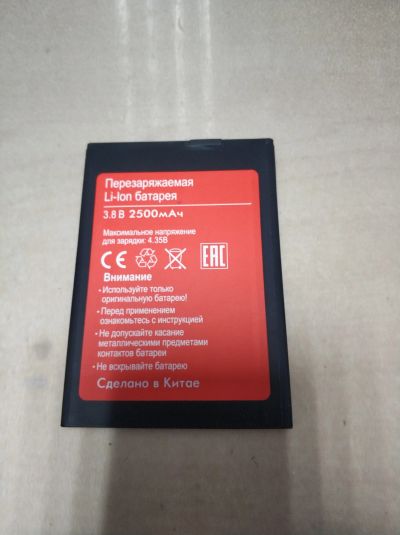 Перезаряжаемая
Li-Ion батарея
3.8 В 2500мАч
Максимальное напряжение
для зарядки: 4.35В
CE EAC
Внимание
- Используйте только
оригинальную батарею!
- Перед применением
ознакомьтесь с инструкцией
- Не допускайте касание
металлическими предметами
контактов батареи
- Не вскрывайте батарею
Сделано в Китае